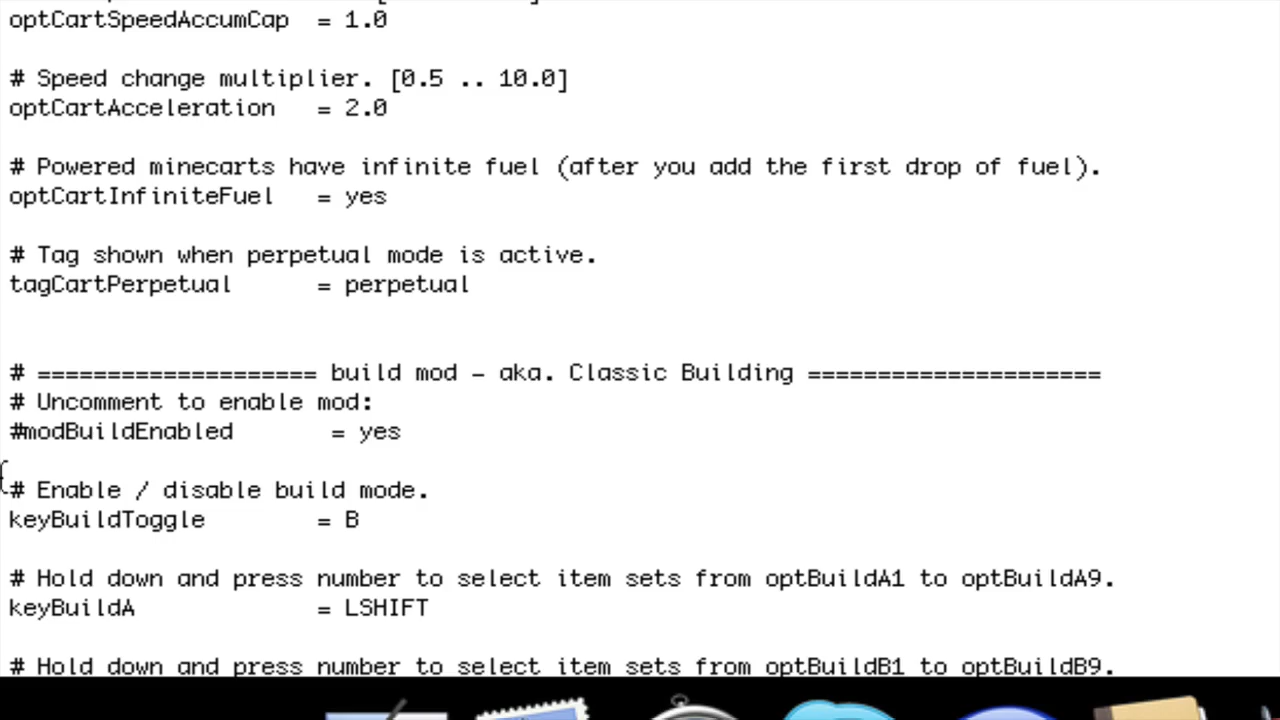 optCartSpeedAccumCap = 1.0
# Speed change multiplier. [0.5 .. 10.0]
optCartAcceleration = 2.0
# Powered minecarts have infinite fuel (after you add the first drop of fuel).
optCartInfiniteFuel = yes
# Tag shown when perpetual mode is active.
tagCartPerpetual = perpetual
# ==================== build mod - aka. Classic Building =====================
# Uncomment to enable mod:
#modBuildEnabled = yes
# Enable / disable build mode.
keyBuildToggle = B
# Hold down and press number to select item sets from optBuildA1 to optBuildA9.
keyBuildA = LSHIFT
# Hold down and press number to select item sets from optBuildB1 to optBuildB9.